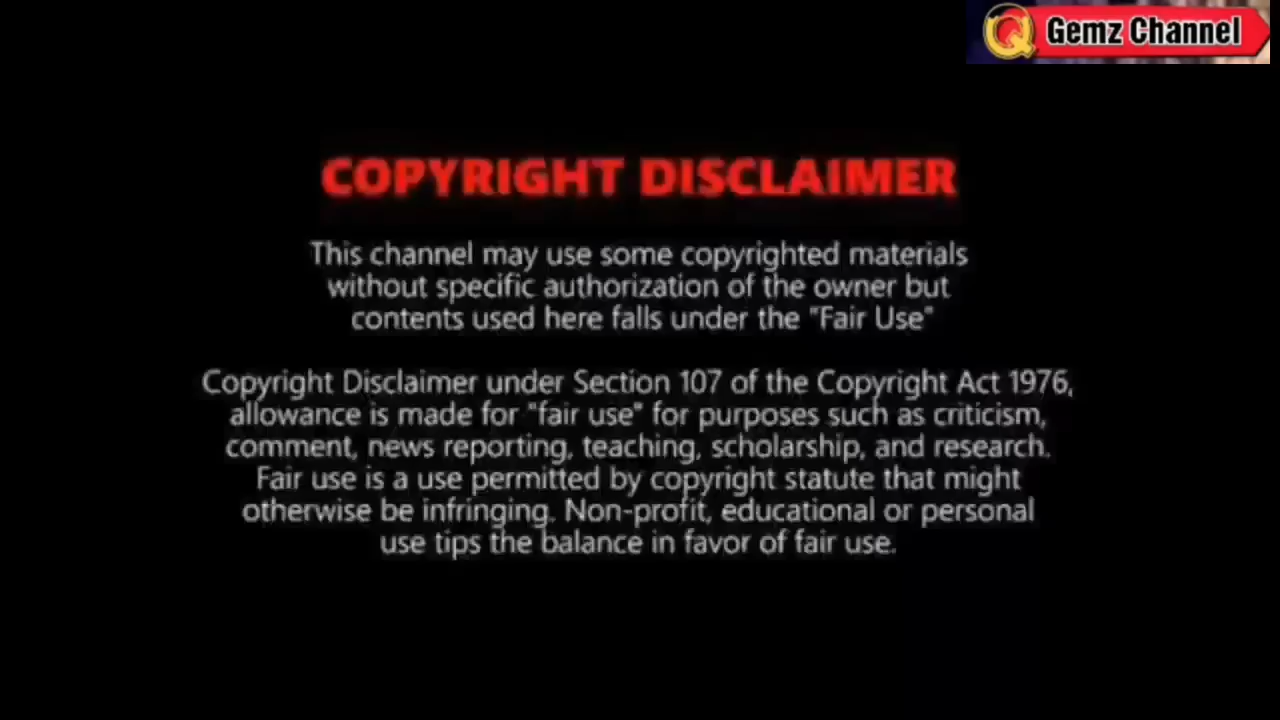 Gemz Channel
COPYRIGHT DISCLAIMER
This channel may use some copyrighted materials
without specific authorization of the owner but
contents used here falls under the "Fair Use"
Copyright Disclaimer under Section 107 of the Copyright Act 1976,
allowance is made for "fair use" for purposes such as criticism,
comment, news reporting, teaching, scholarship, and research.
Fair use is a use permitted by copyright statute that might
otherwise be infringing. Non-profit, educational or personal
use tips the balance in favor of fair use.